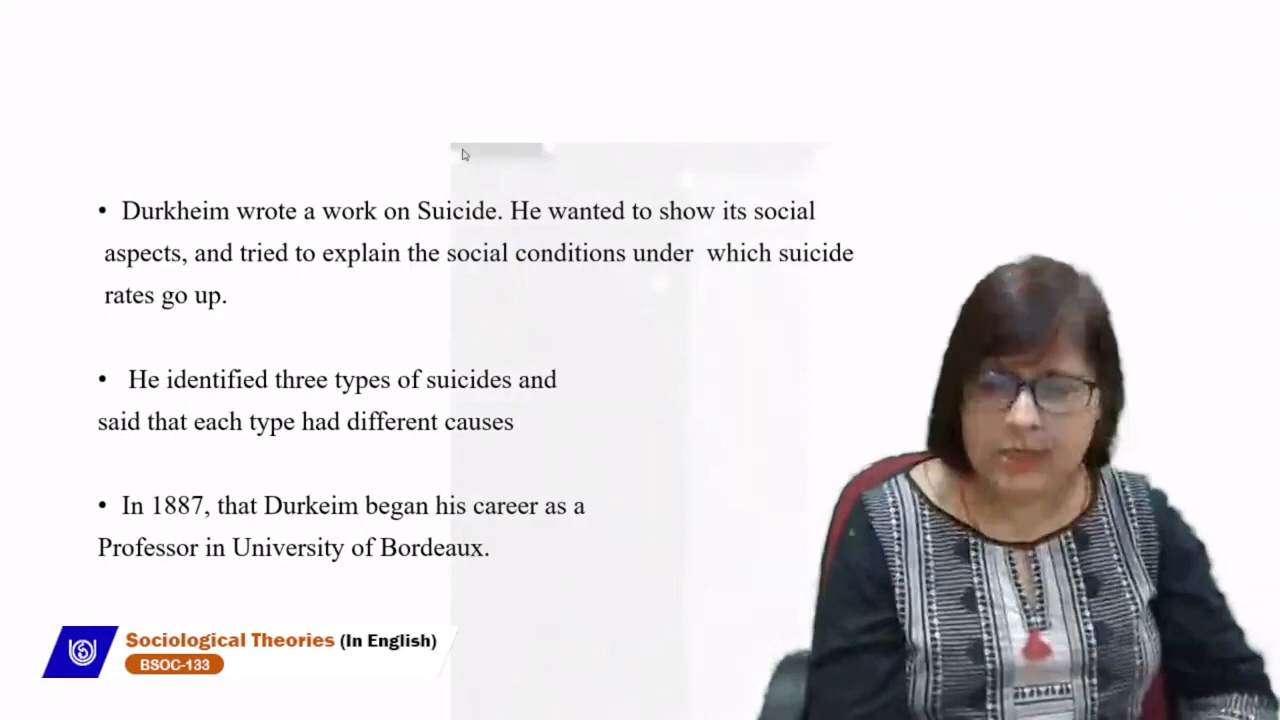 • Durkheim wrote a work on Suicide. He wanted to show its social
aspects, and tried to explain the social conditions under which suicide
rates go up.
• He identified three types of suicides and
said that each type had different causes
• In 1887, that Durkeim began his career as a
Professor in University of Bordeaux.
Sociological Theories (In English)
BSOC-133